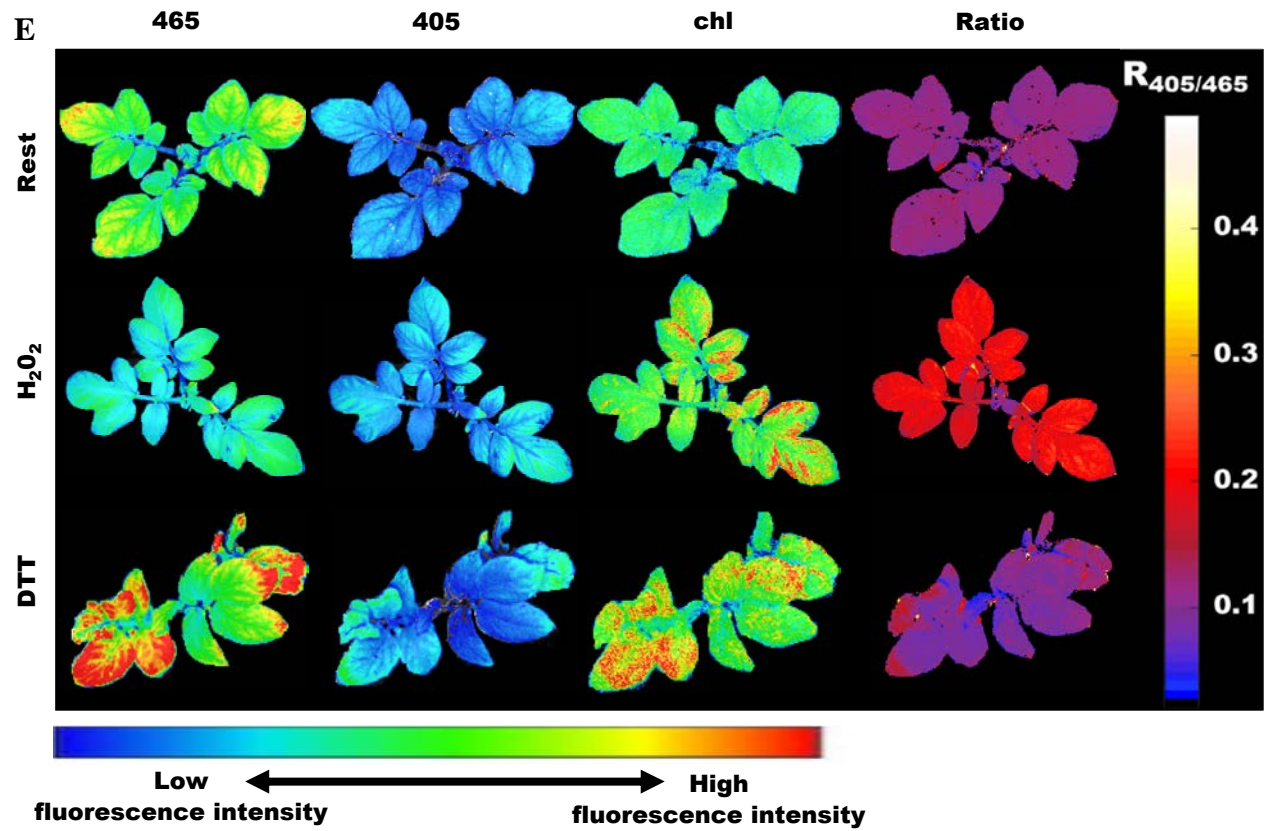 E
465 405 chl Ratio
R405/465
Rest
H2O2
DTT
0.4
0.3
0.2
0.1
Low fluorescence intensity
High fluorescence intensity